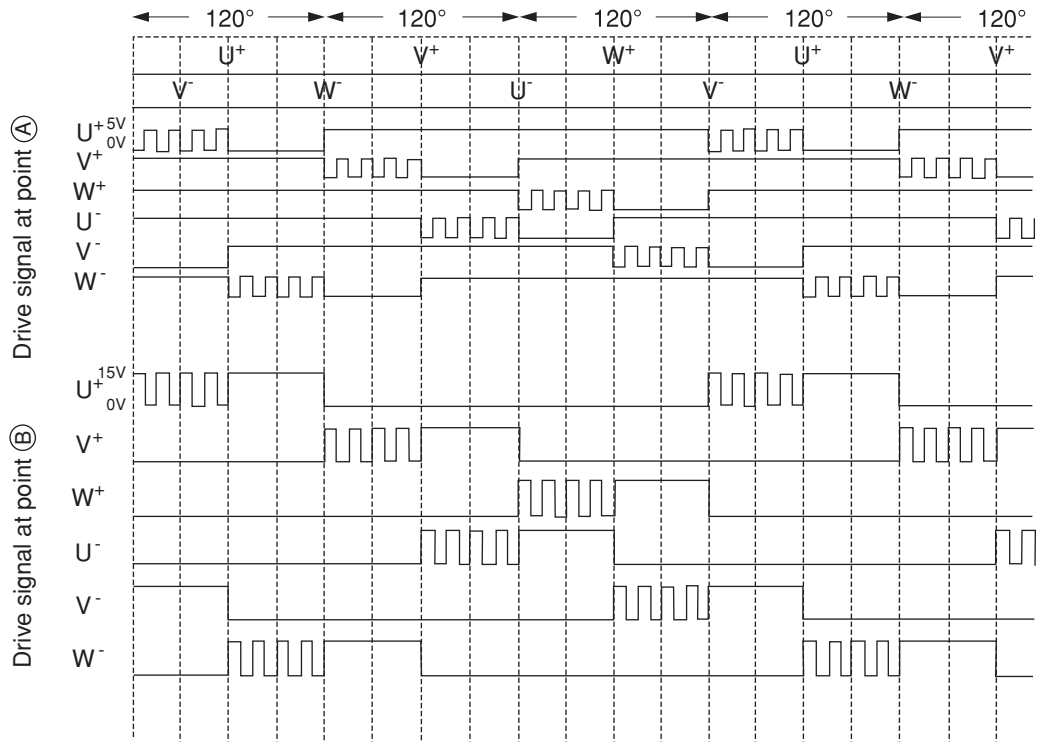 120° 120° 120° 120° 120°
U⁺ V⁺ W⁺ U⁺ V⁺
V⁻ W⁻ U⁻ V⁻ W⁻
Drive signal at point Ⓐ
U⁺ 5V 0V
V⁺
W⁺
U⁻
V⁻
W⁻
Drive signal at point Ⓑ
U⁺ 15V 0V
V⁺
W⁺
U⁻
V⁻
W⁻